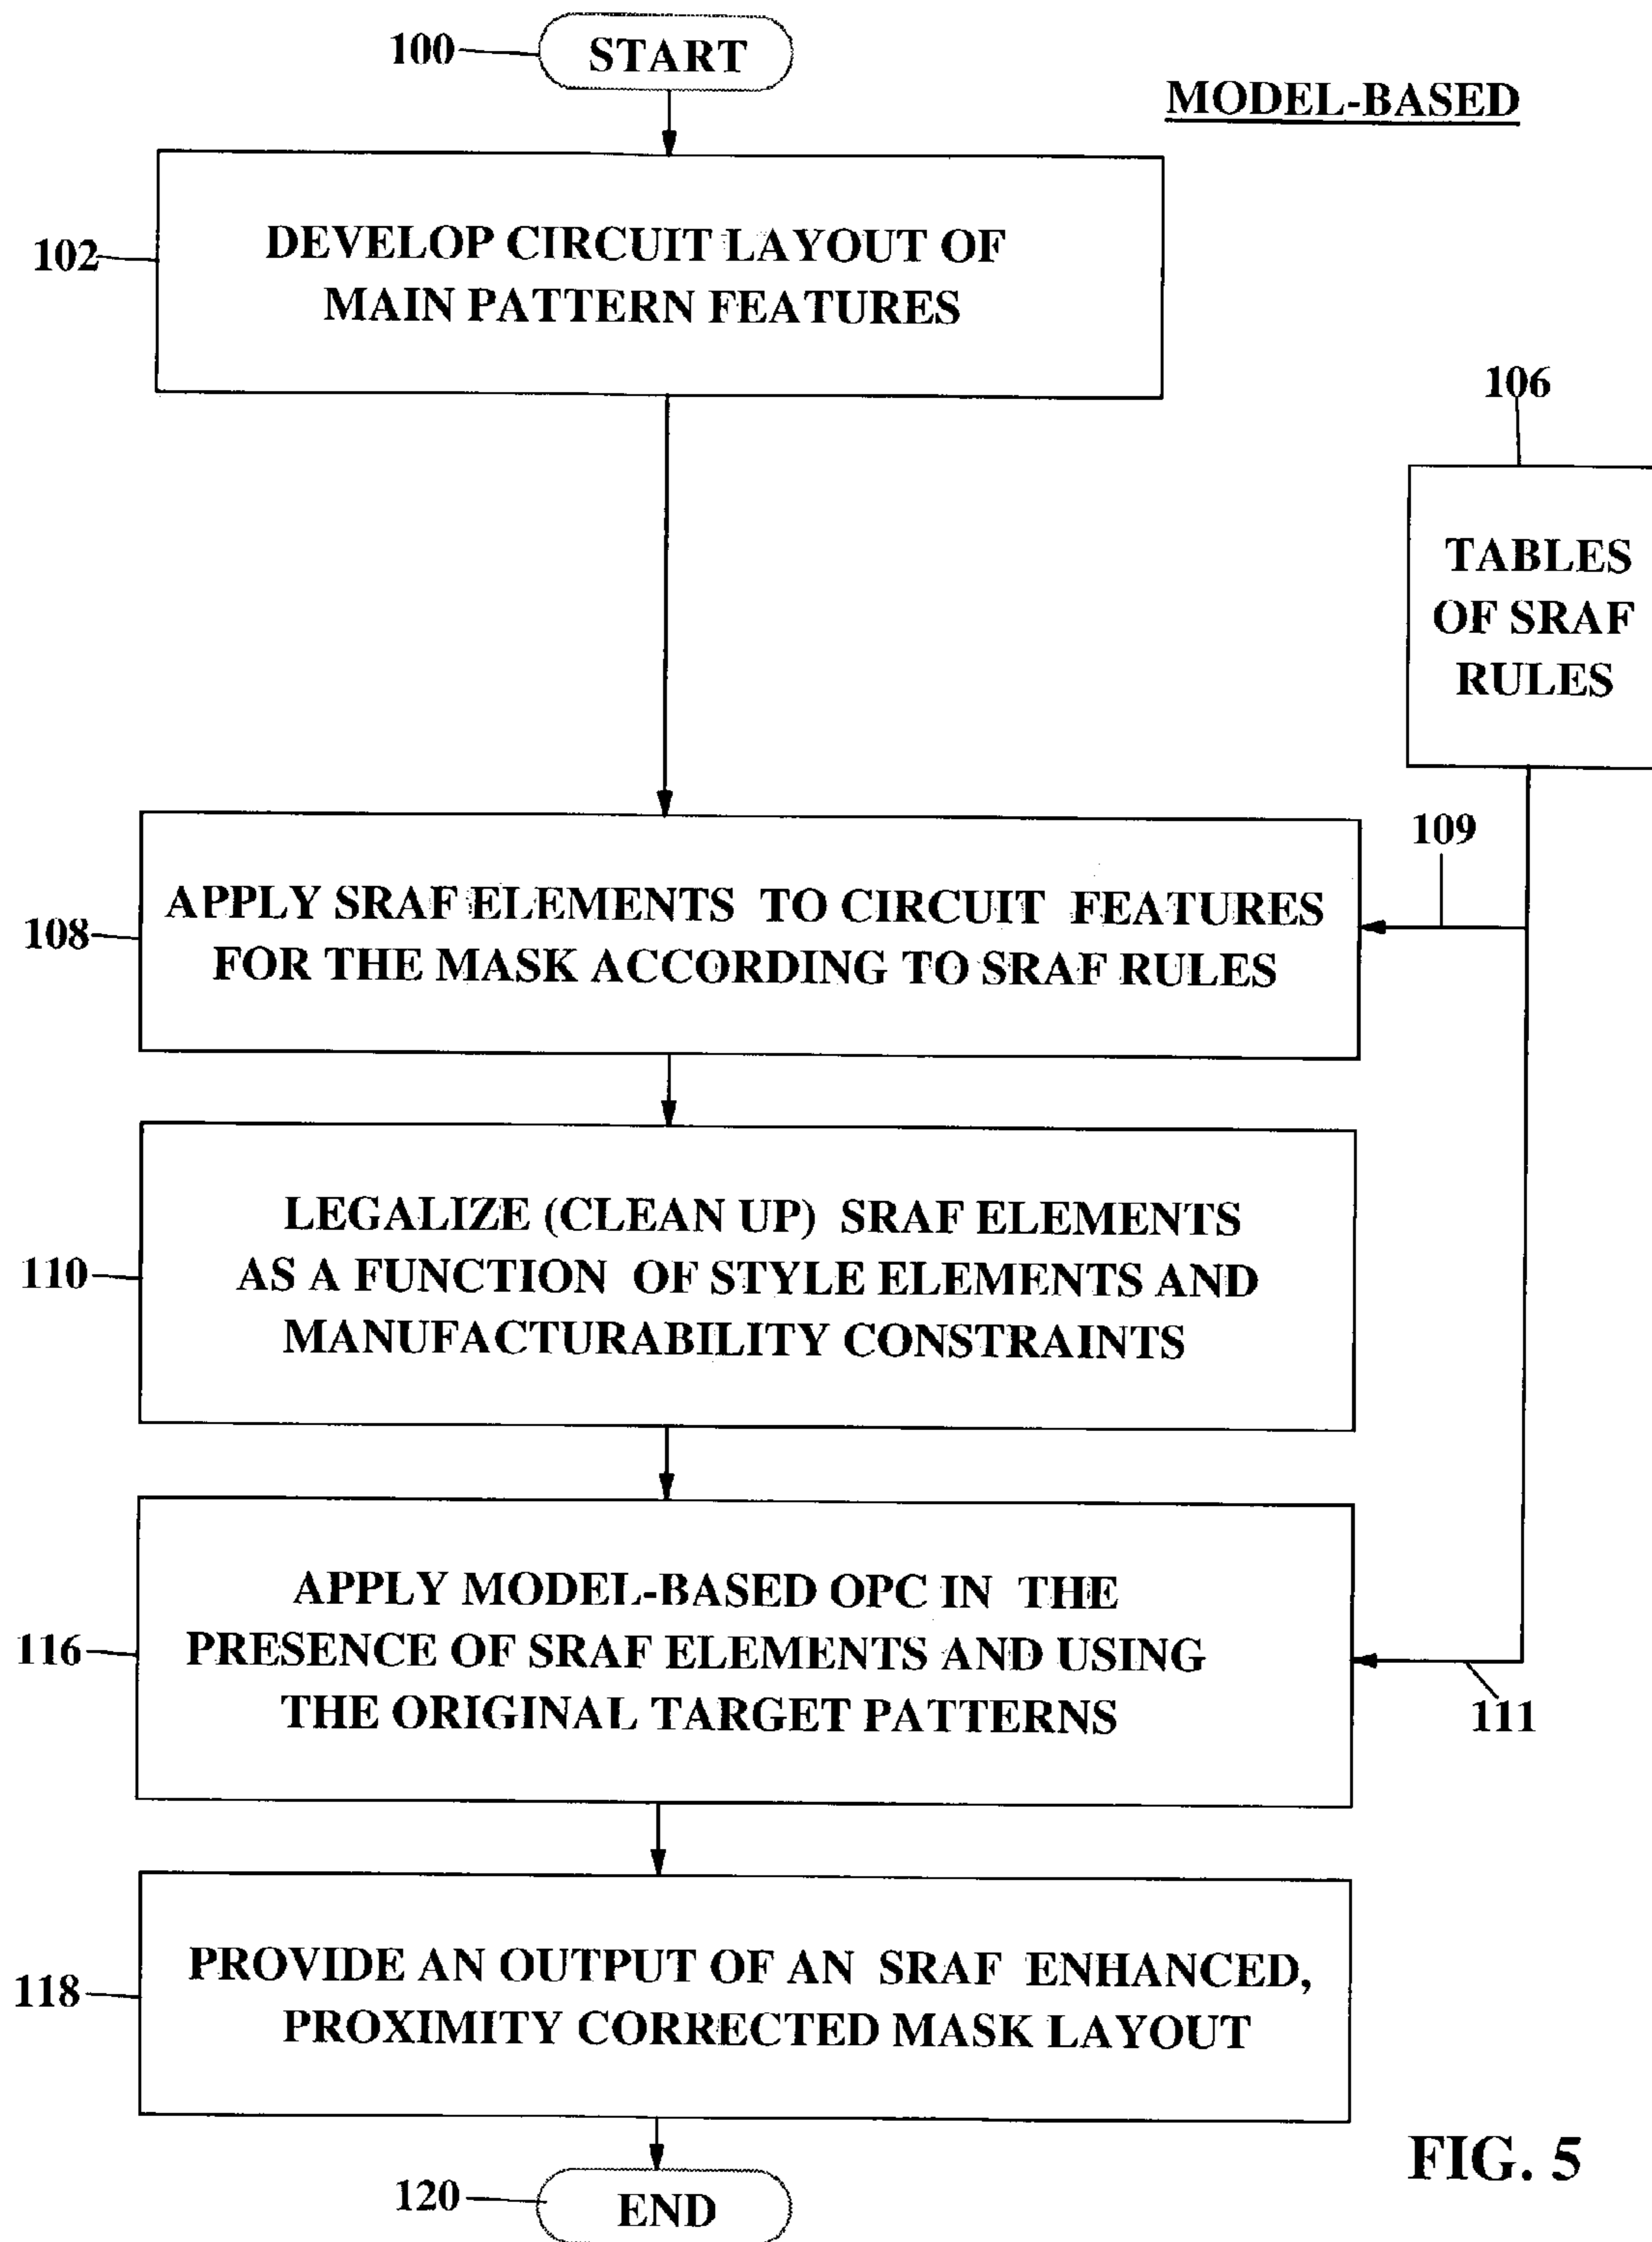 100
START
MODEL-BASED
102
DEVELOP CIRCUIT LAYOUT OF
MAIN PATTERN FEATURES
106
TABLES
OF SRAF
RULES
109
108
APPLY SRAF ELEMENTS TO CIRCUIT FEATURES
FOR THE MASK ACCORDING TO SRAF RULES
110
LEGALIZE (CLEAN UP) SRAF ELEMENTS
AS A FUNCTION OF STYLE ELEMENTS AND
MANUFACTURABILITY CONSTRAINTS
116
APPLY MODEL-BASED OPC IN THE
PRESENCE OF SRAF ELEMENTS AND USING
THE ORIGINAL TARGET PATTERNS
111
118
PROVIDE AN OUTPUT OF AN SRAF ENHANCED,
PROXIMITY CORRECTED MASK LAYOUT
120
END
FIG. 5